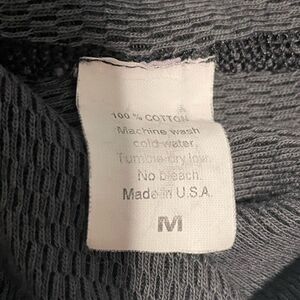 100 % COTTON
Machine wash
cold water.
Tumble dry low.
No bleach.
Made in U.S.A.
M